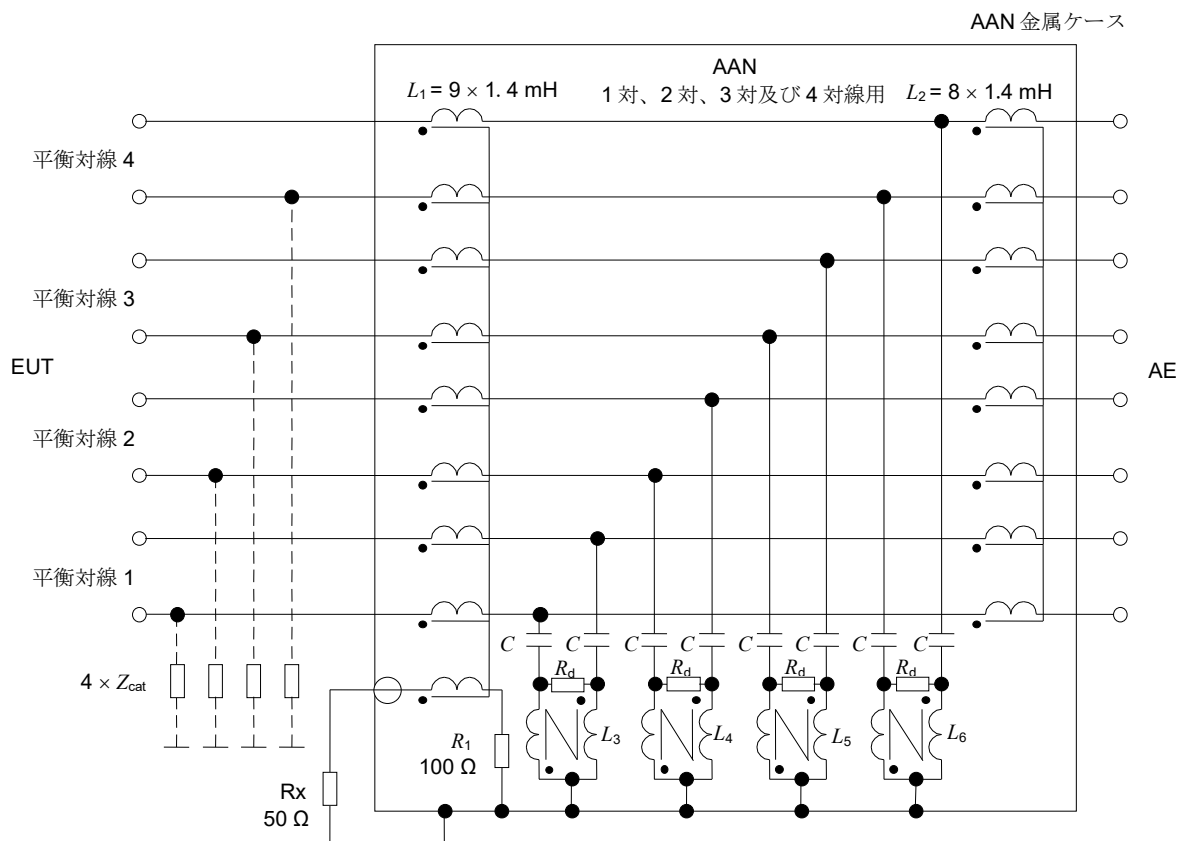 AAN 金属ケース
AAN
L1 = 9 × 1. 4 mH
1 対、2 対、3 対及び 4 対線用
L2 = 8 × 1.4 mH
平衡対線 4
平衡対線 3
EUT
AE
平衡対線 2
平衡対線 1
C C C C C C C C
Rd Rd Rd Rd
4 × Zcat
L3 L4 L5 L6
R1
100 Ω
Rx
50 Ω